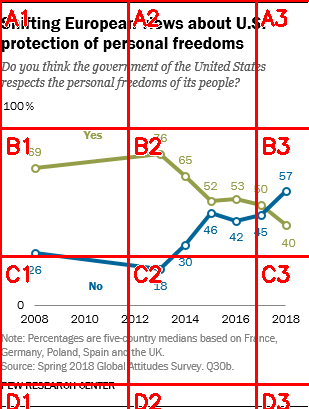 Shifting European views about U.S.
protection of personal freedoms
Do you think the government of the United States
respects the personal freedoms of its people?
A1 A2 A3
100%
B1 B2 B3
Yes
69 76 65 52 53 50 57
46 42 45 40
C1 C2 C3
26 18 30
No
0
2008 2010 2012 2014 2016 2018
Note: Percentages are five-country medians based on France,
Germany, Poland, Spain and the UK.
Source: Spring 2018 Global Attitudes Survey. Q30b.
PEW RESEARCH CENTER
D1 D2 D3